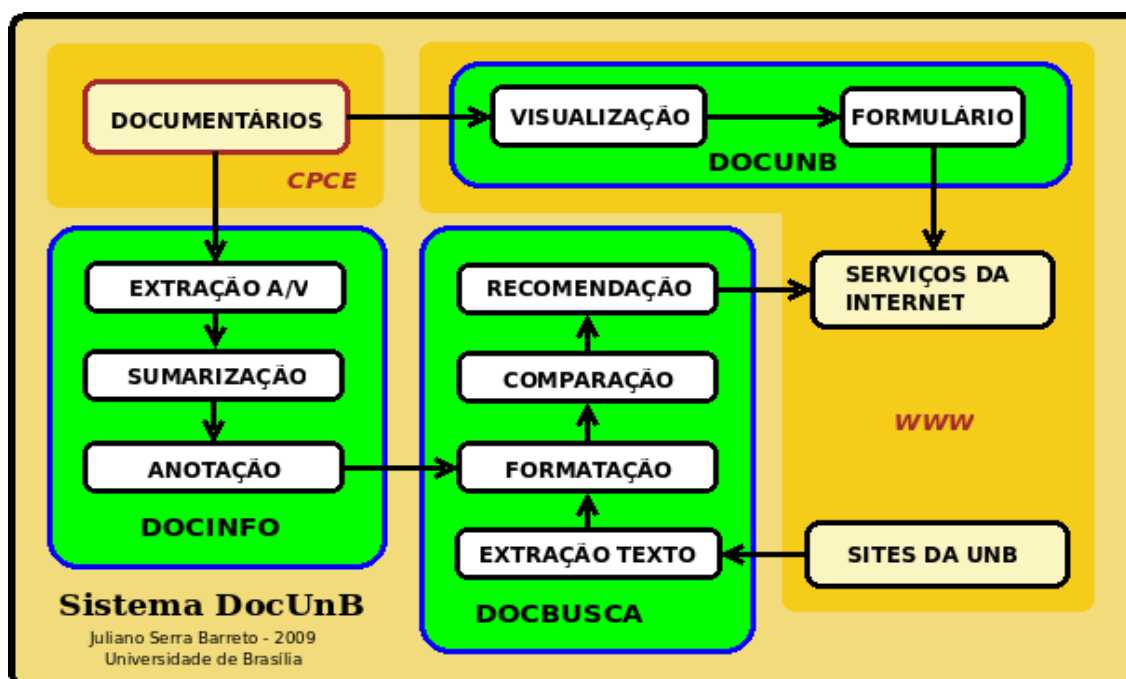 DOCUMENTÁRIOS
CPCE
VISUALIZAÇÃO
FORMULÁRIO
DOCUNB
EXTRAÇÃO A/V
SUMARIZAÇÃO
ANOTAÇÃO
DOCINFO
RECOMENDAÇÃO
COMPARAÇÃO
FORMATAÇÃO
EXTRAÇÃO TEXTO
DOCBUSCA
SERVIÇOS DA
INTERNET
WWW
SITES DA UNB
Sistema DocUnB
Juliano Serra Barreto - 2009
Universidade de Brasília